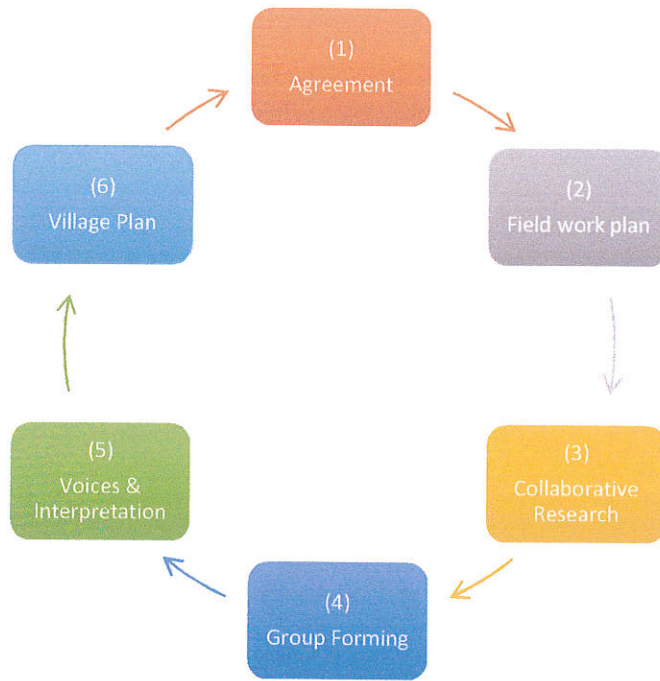 (1)
Agreement
(2)
Field work plan
(3)
Collaborative
Research
(4)
Group Forming
(5)
Voices &
Interpretation
(6)
Village Plan